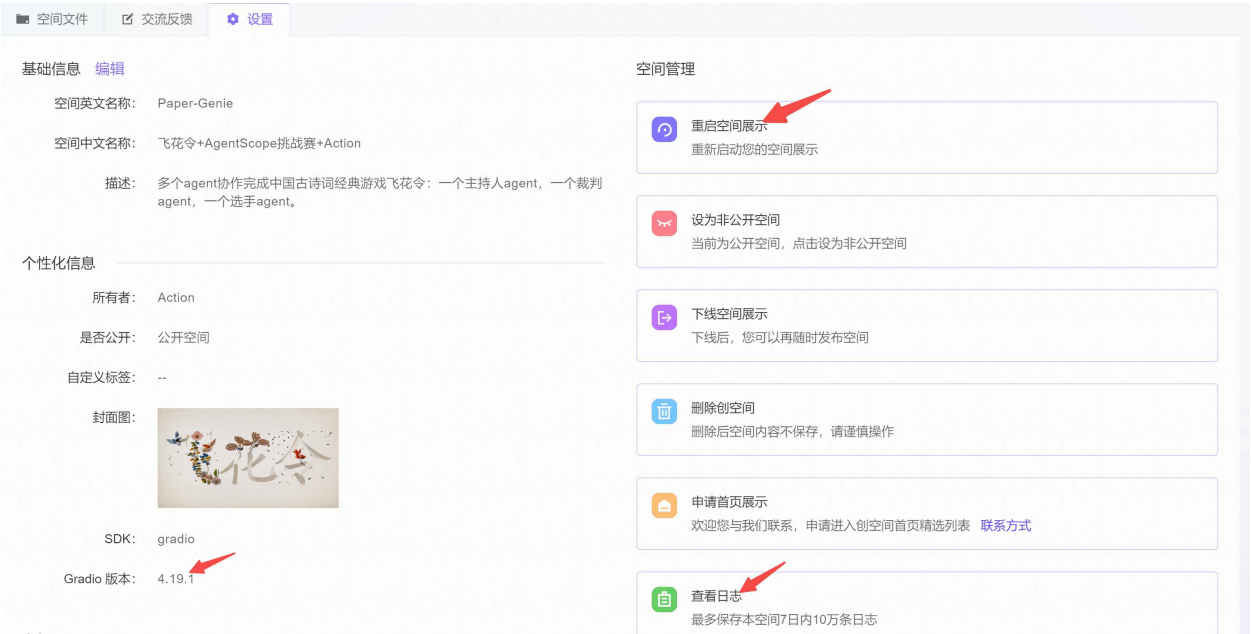 空间文件 交流反馈 设置
基础信息 编辑
空间英文名称： Paper-Genie
空间中文名称： 飞花令+AgentScope挑战赛+Action
描述： 多个agent协作完成中国古诗词经典游戏飞花令：一个主持人agent，一个裁判
agent，一个选手agent。
个性化信息
所有者： Action
是否公开： 公开空间
自定义标签： --
封面图：
飞花令
SDK： gradio
Gradio 版本： 4.19.1
空间管理
重启空间展示
重新启动您的空间展示
设为非公开空间
当前为公开空间，点击设为非公开空间
下线空间展示
下线后，您可以再随时发布空间
删除创空间
删除后空间内容不保存，请谨慎操作
申请首页展示
欢迎您与我们联系，申请进入创空间首页精选列表 联系方式
查看日志
最多保存本空间7日内10万条日志